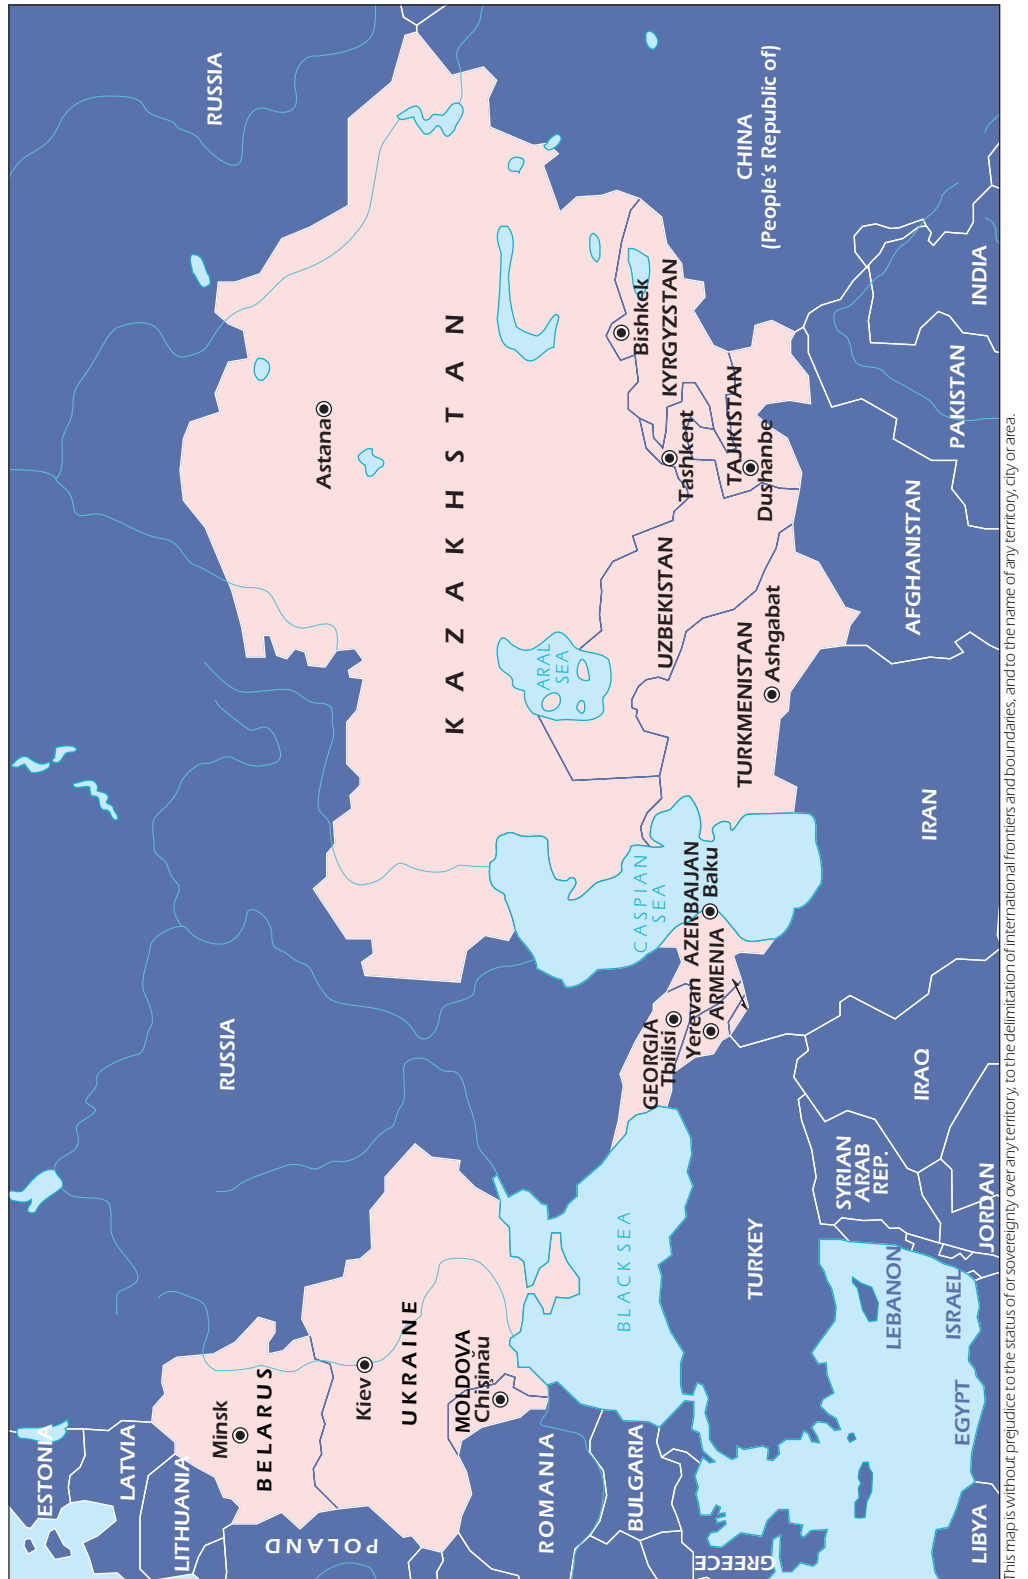 RUSSIA
CHINA
(People's Republic of)
INDIA
PAKISTAN
AFGHANISTAN
IRAN
KAZAKHSTAN
Astana
Bishkek
KYRGYZSTAN
Tashkent
TAJIKISTAN
Dushanbe
UZBEKISTAN
ARAL
SEA
TURKMENISTAN
Ashgabat
CASPIAN
SEA
AZERBAIJAN
Baku
ARMENIA
Yerevan
GEORGIA
Tbilisi
RUSSIA
IRAQ
SYRIAN
ARAB
REP.
JORDAN
TURKEY
LEBANON
ISRAEL
EGYPT
LIBYA
BLACK SEA
UKRAINE
Kiev
MOLDOVA
Chișinău
BELARUS
Minsk
ESTONIA
LATVIA
LITHUANIA
POLAND
ROMANIA
BULGARIA
GREECE
This map is without prejudice to the status of or sovereignty over any territory, to the delimitation of international frontiers and boundaries, and to the name of any territory, city or area.